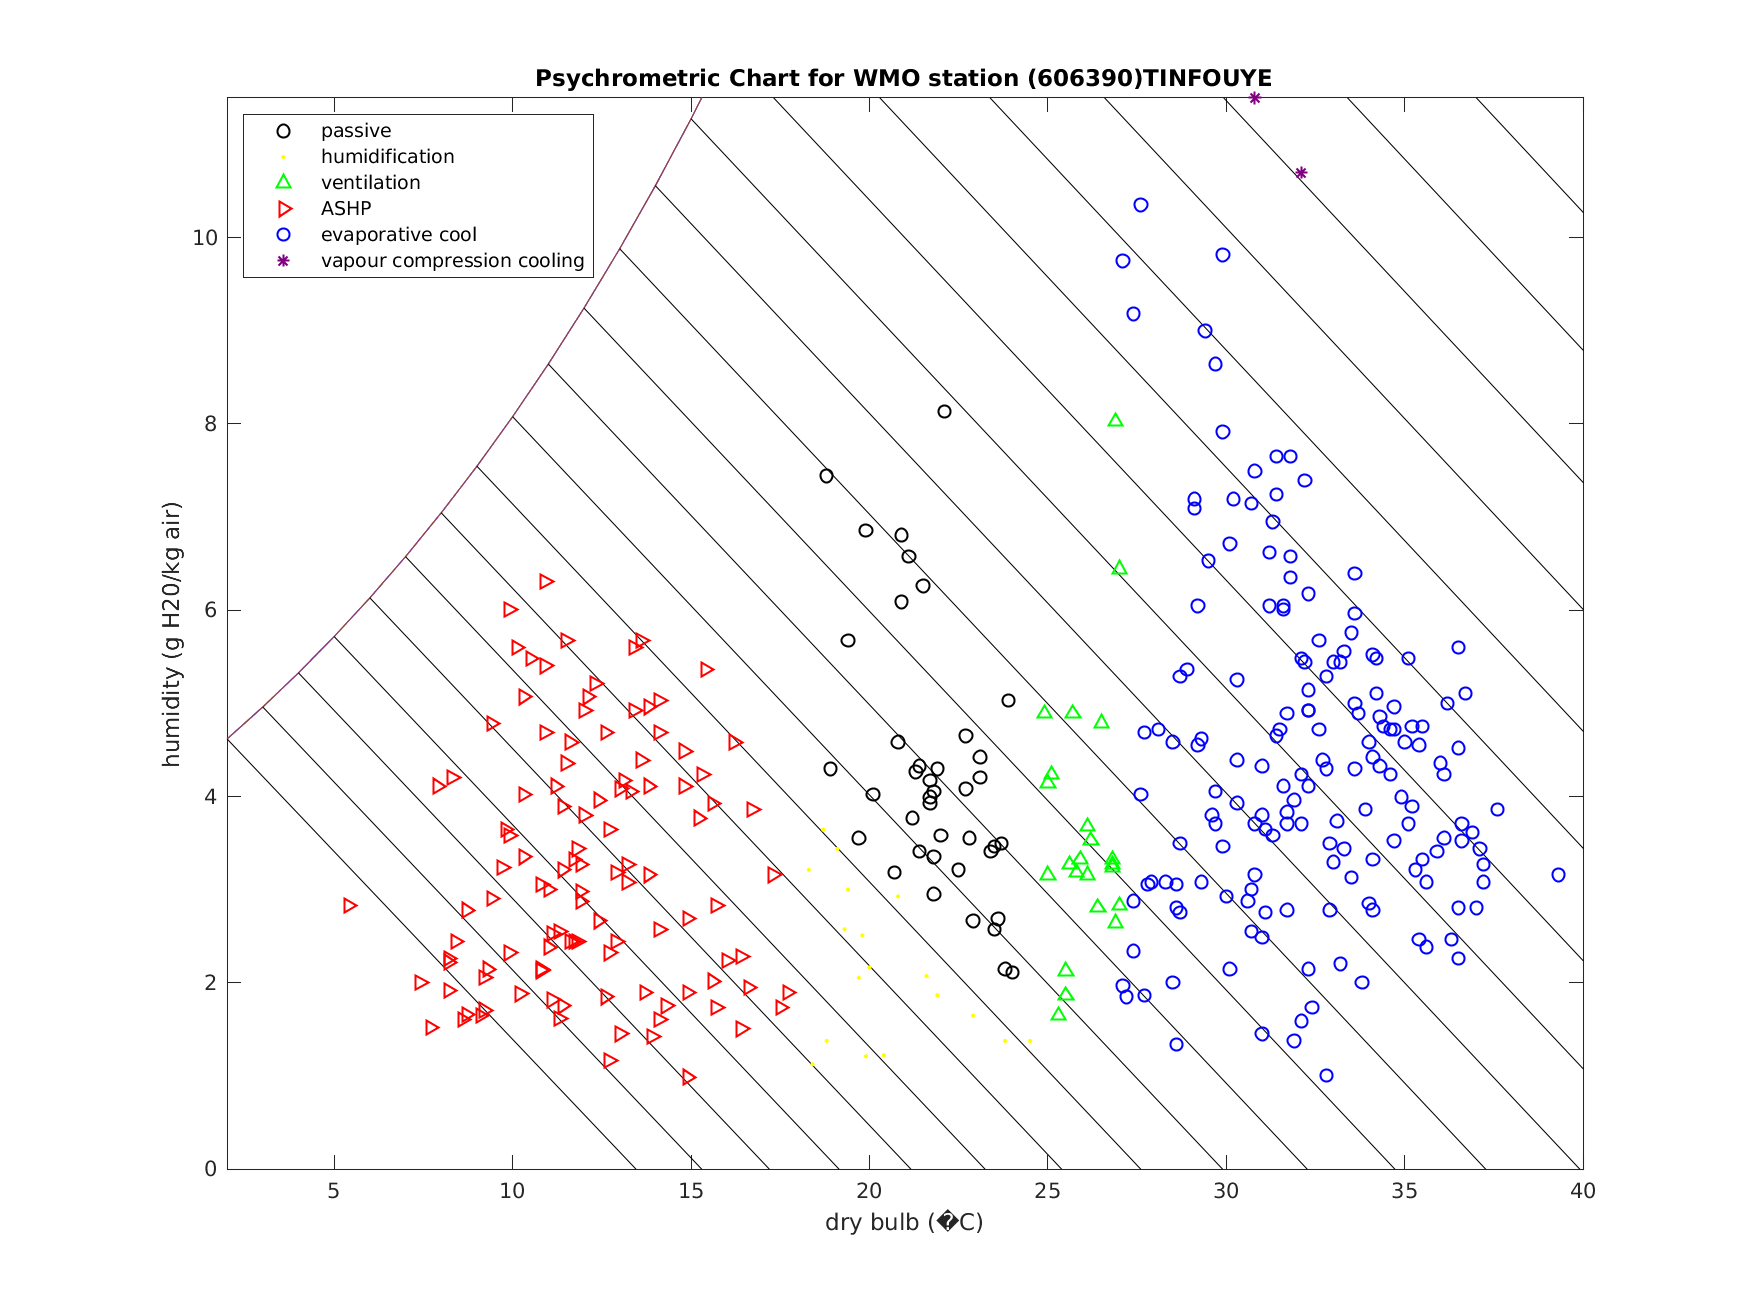 Psychrometric Chart for WMO station (606390)TINFOUYE
passive
humidification
ventilation
ASHP
evaporative cool
vapour compression cooling
10
8
6
4
2
0
humidity (g H20/kg air)
5 10 15 20 25 30 35 40
dry bulb (�C)